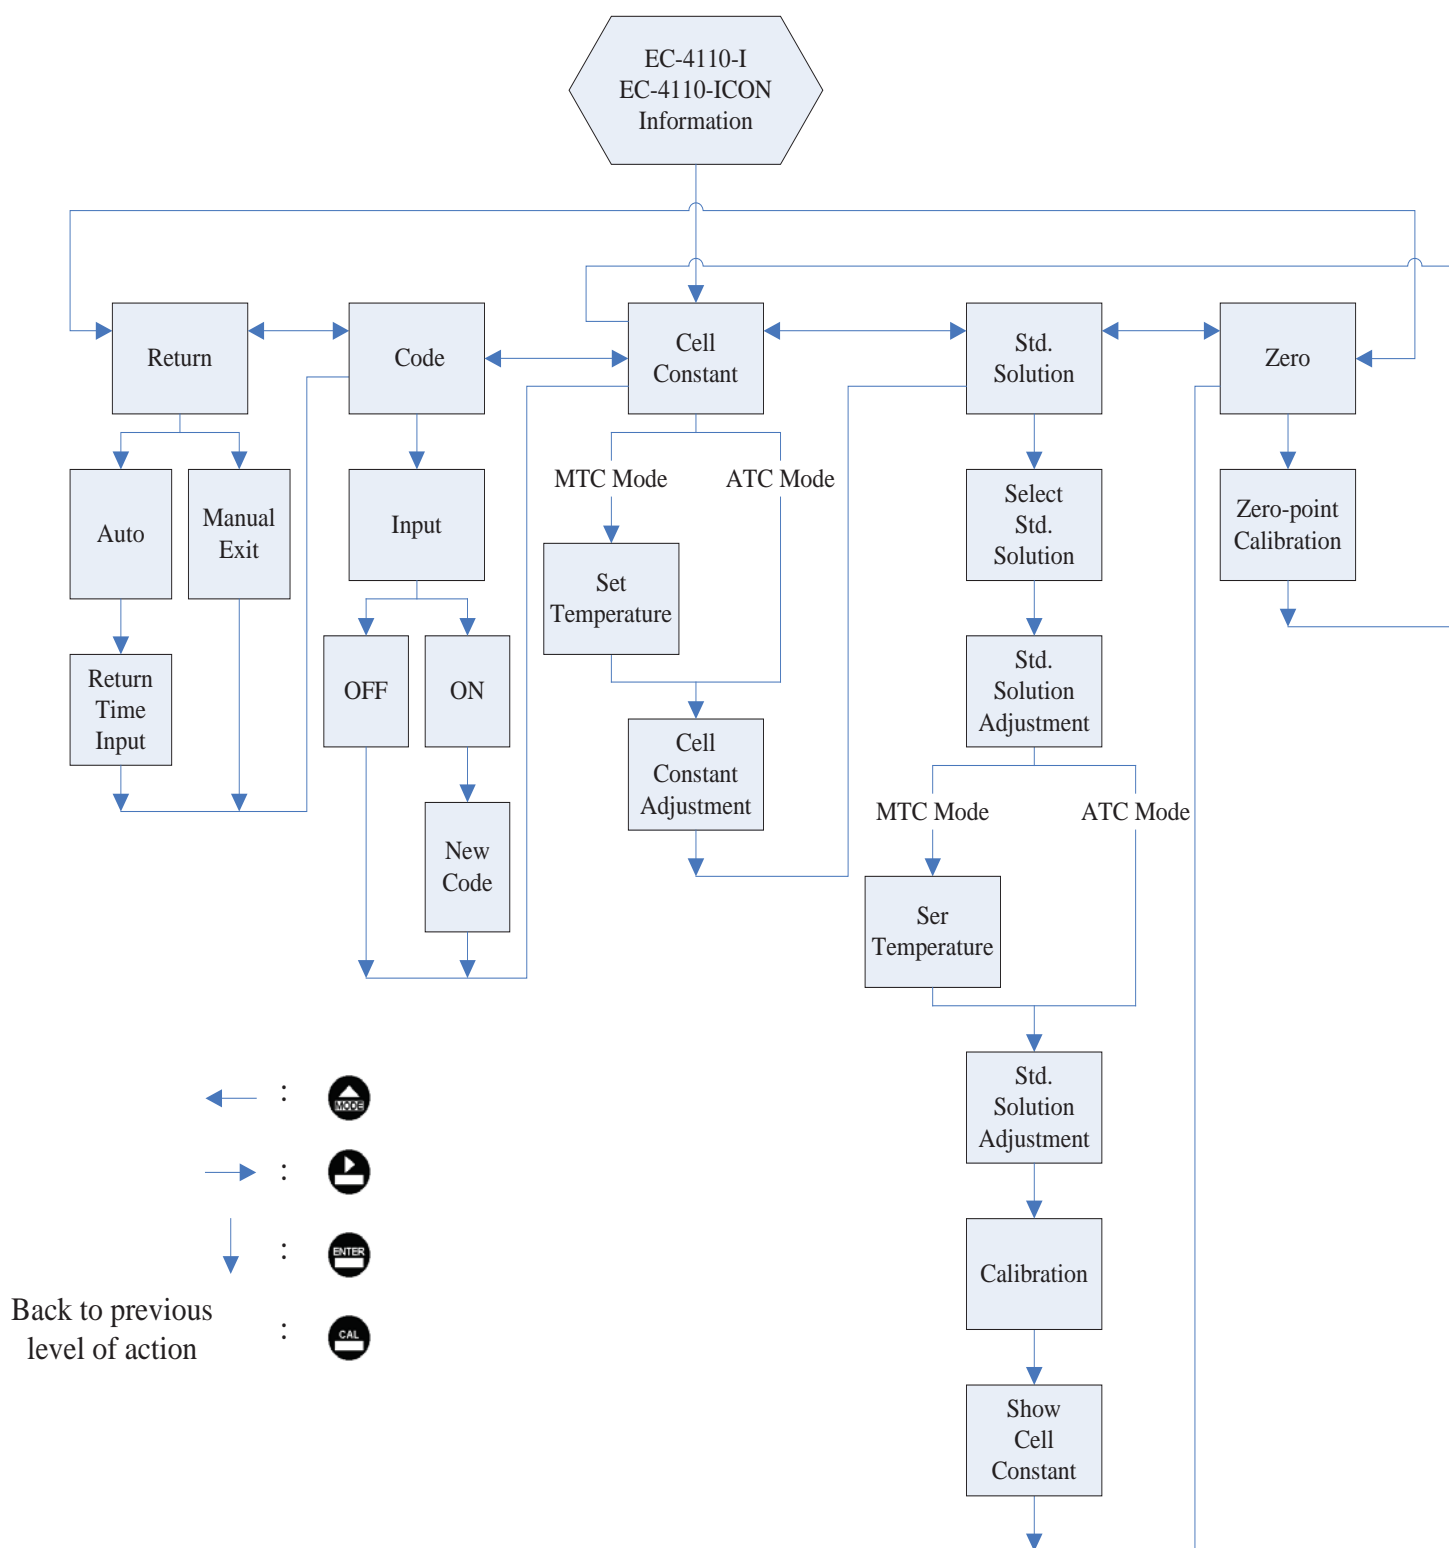 EC-4110-I
EC-4110-ICON
Information
Return
Code
Cell
Constant
Std.
Solution
Zero
Auto
Manual
Exit
Input
MTC Mode
ATC Mode
Select
Std.
Solution
Zero-point
Calibration
Set
Temperature
Return
Time
Input
OFF
ON
Std.
Solution
Adjustment
Cell
Constant
Adjustment
MTC Mode
ATC Mode
New
Code
Ser
Temperature
:
MODE
:
:
ENTER
Back to previous
level of action
:
CAL
Std.
Solution
Adjustment
Calibration
Show
Cell
Constant